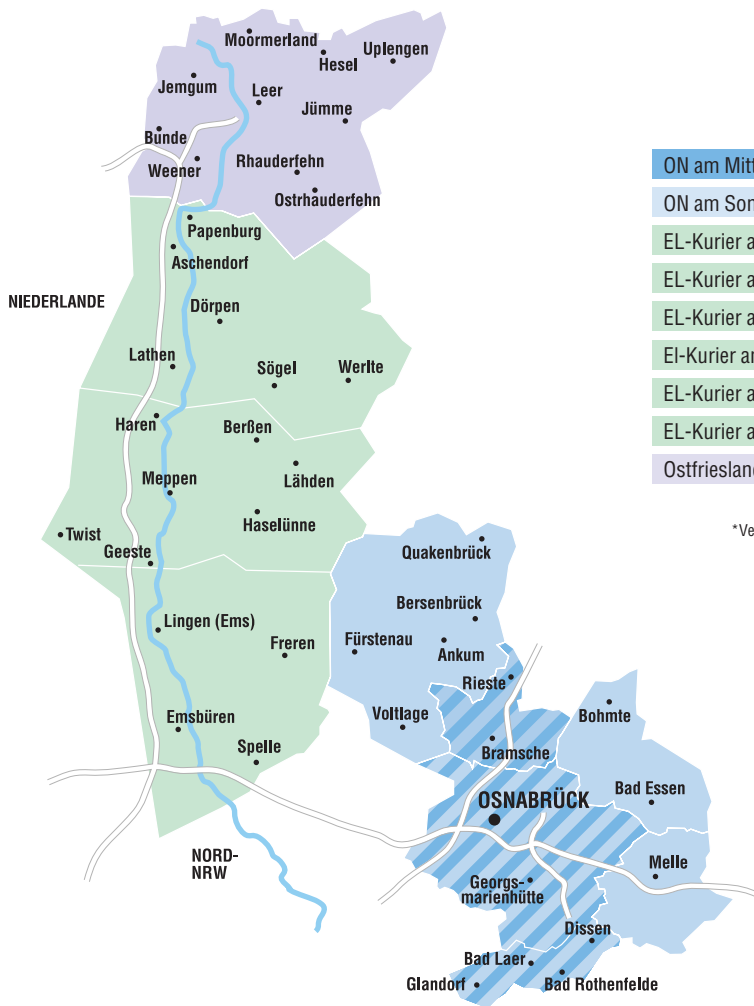 Moormerland
Uplengen
Hesel
Jemgum
Leer
Jümme
Bunde
Weener
Rhauderfehn
Ostrhauderfehn
Papenburg
Aschendorf
NIEDERLANDE
Dörpen
Lathen
Sögel
Werlte
Haren
Berßen
Lähden
Meppen
Haselünne
Twist
Geeste
Lingen (Ems)
Freren
Emsbüren
Spelle
NORD-
NRW
Quakenbrück
Bersenbrück
Fürstenau
Ankum
Rieste
Voltlage
Bramsche
Bohmte
Bad Essen
OSNABRÜCK
Melle
Georgs-
marienhütte
Dissen
Bad Laer
Glandorf
Bad Rothenfelde
ON am Mitt
ON am Son
EL-Kurier a
EL-Kurier a
EL-Kurier a
El-Kurier an
EL-Kurier a
EL-Kurier a
Ostfriesland
*Ve